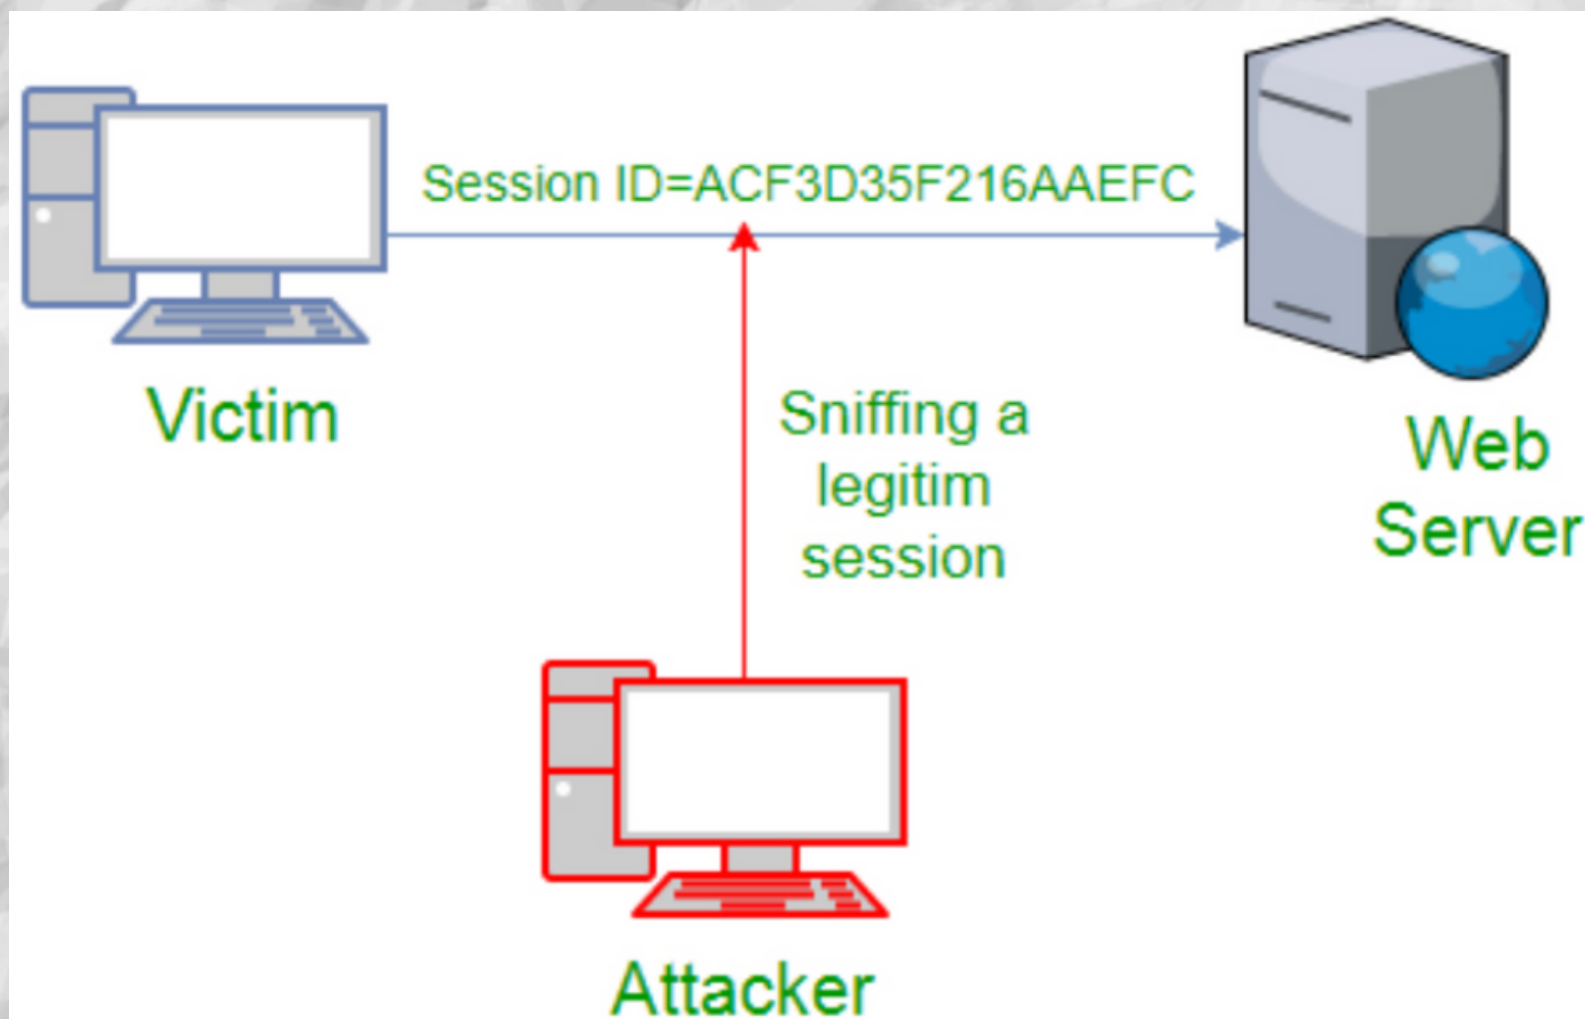 Session ID=ACF3D35F216AAEFC
Victim
Sniffing a
legitim
session
Web
Server
Attacker